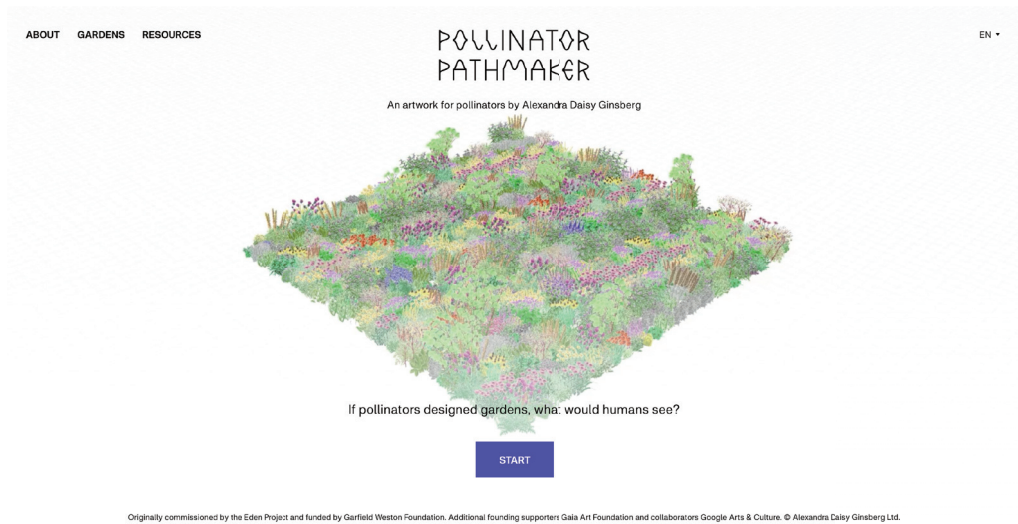 ABOUT GARDENS RESOURCES
POLLINATOR
PATHMAKER
EN
An artwork for pollinators by Alexandra Daisy Ginsberg
If pollinators designed gardens, what would humans see?
START
Originally commissioned by the Eden Project and funded by Garfield Weston Foundation. Additional founding supporters Gaia Art Foundation and collaborators Google Arts & Culture. © Alexandra Daisy Ginsberg Ltd.